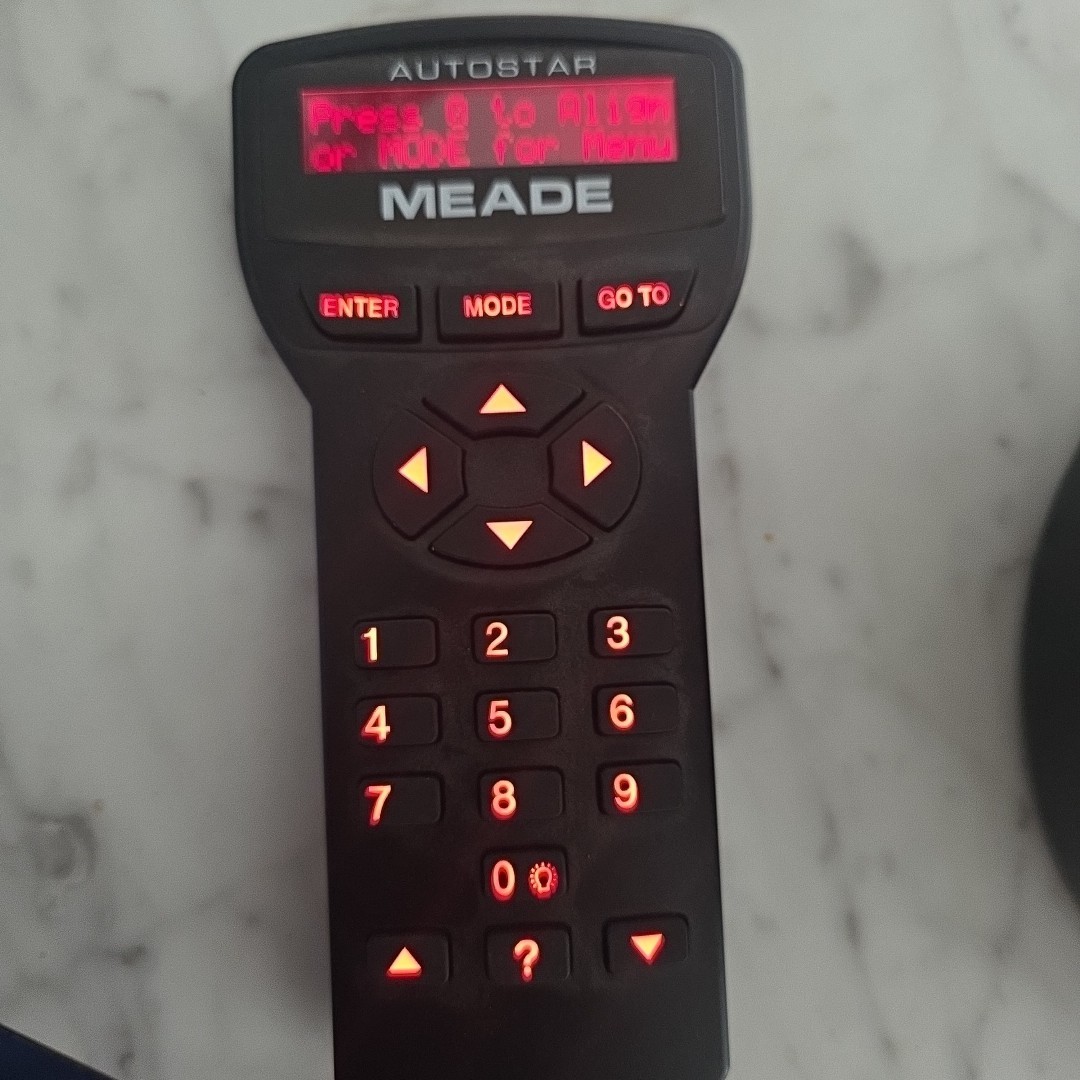 AUTOSTAR
Press 0 to Align
or MODE for Menu
MEADE
ENTER MODE GO TO
1 2 3
4 5 6
7 8 9
0
?